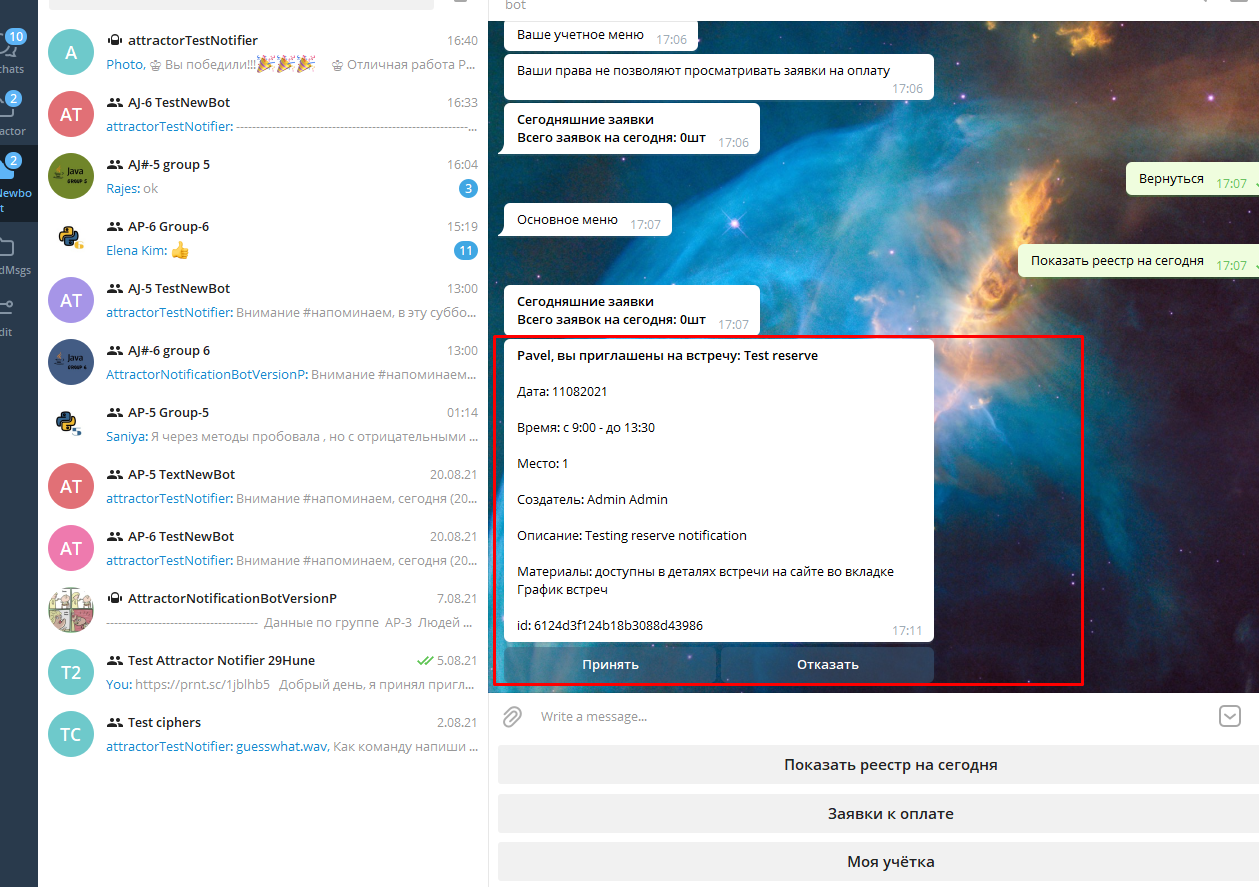 10
chats
2
actor
2
Newbo
t
dMsgs
dit
A
attractorTestNotifier
16:40
Photo, ♔ Вы победили!!!🎉🎉🎉 ♔ Отличная работа Р...
AT
AJ-6 TestNewBot
16:33
attractorTestNotifier: ---------------------------------------------------------...
Java
GROUP 5
AJ#-5 group 5
16:04
Rajes: ok
3
AP-6 Group-6
15:19
Elena Kim: 👍
11
AT
AJ-5 TestNewBot
13:00
attractorTestNotifier: Внимание #напоминаем, в эту суббо...
Java
GROUP 6
AJ#-6 group 6
13:00
AttractorNotificationBotVersionP: Внимание #напоминаем...
AP-5 Group-5
01:14
Saniya: Я через методы пробовала , но с отрицательными ...
AT
AP-5 TextNewBot
20.08.21
attractorTestNotifier: Внимание #напоминаем, сегодня (20...
AT
AP-6 TestNewBot
20.08.21
attractorTestNotifier: Внимание #напоминаем, сегодня (20...
AttractorNotificationBotVersionP
7.08.21
------------------------------------- Данные по группе AP-3 Людей ...
T2
Test Attractor Notifier 29Hune
5.08.21
You: https://prnt.sc/1jblhb5 Добрый день, я принял пригл...
TC
Test ciphers
2.08.21
attractorTestNotifier: guesswhat.wav, Как команду напиши ...
bot
Ваше учетное меню 17:06
Ваши права не позволяют просматривать заявки на оплату
17:06
Сегодняшние заявки
Всего заявок на сегодня: 0шт 17:06
Вернуться 17:07
Основное меню 17:07
Показать реестр на сегодня 17:07
Сегодняшние заявки
Всего заявок на сегодня: 0шт 17:07
Pavel, вы приглашены на встречу: Test reserve
Дата: 11082021
Время: с 9:00 - до 13:30
Место: 1
Создатель: Admin Admin
Описание: Testing reserve notification
Материалы: доступны в деталях встречи на сайте во вкладке
График встреч
id: 6124d3f124b18b3088d43986
17:11
Принять
Отказать
Write a message...
Показать реестр на сегодня
Заявки к оплате
Моя учётка